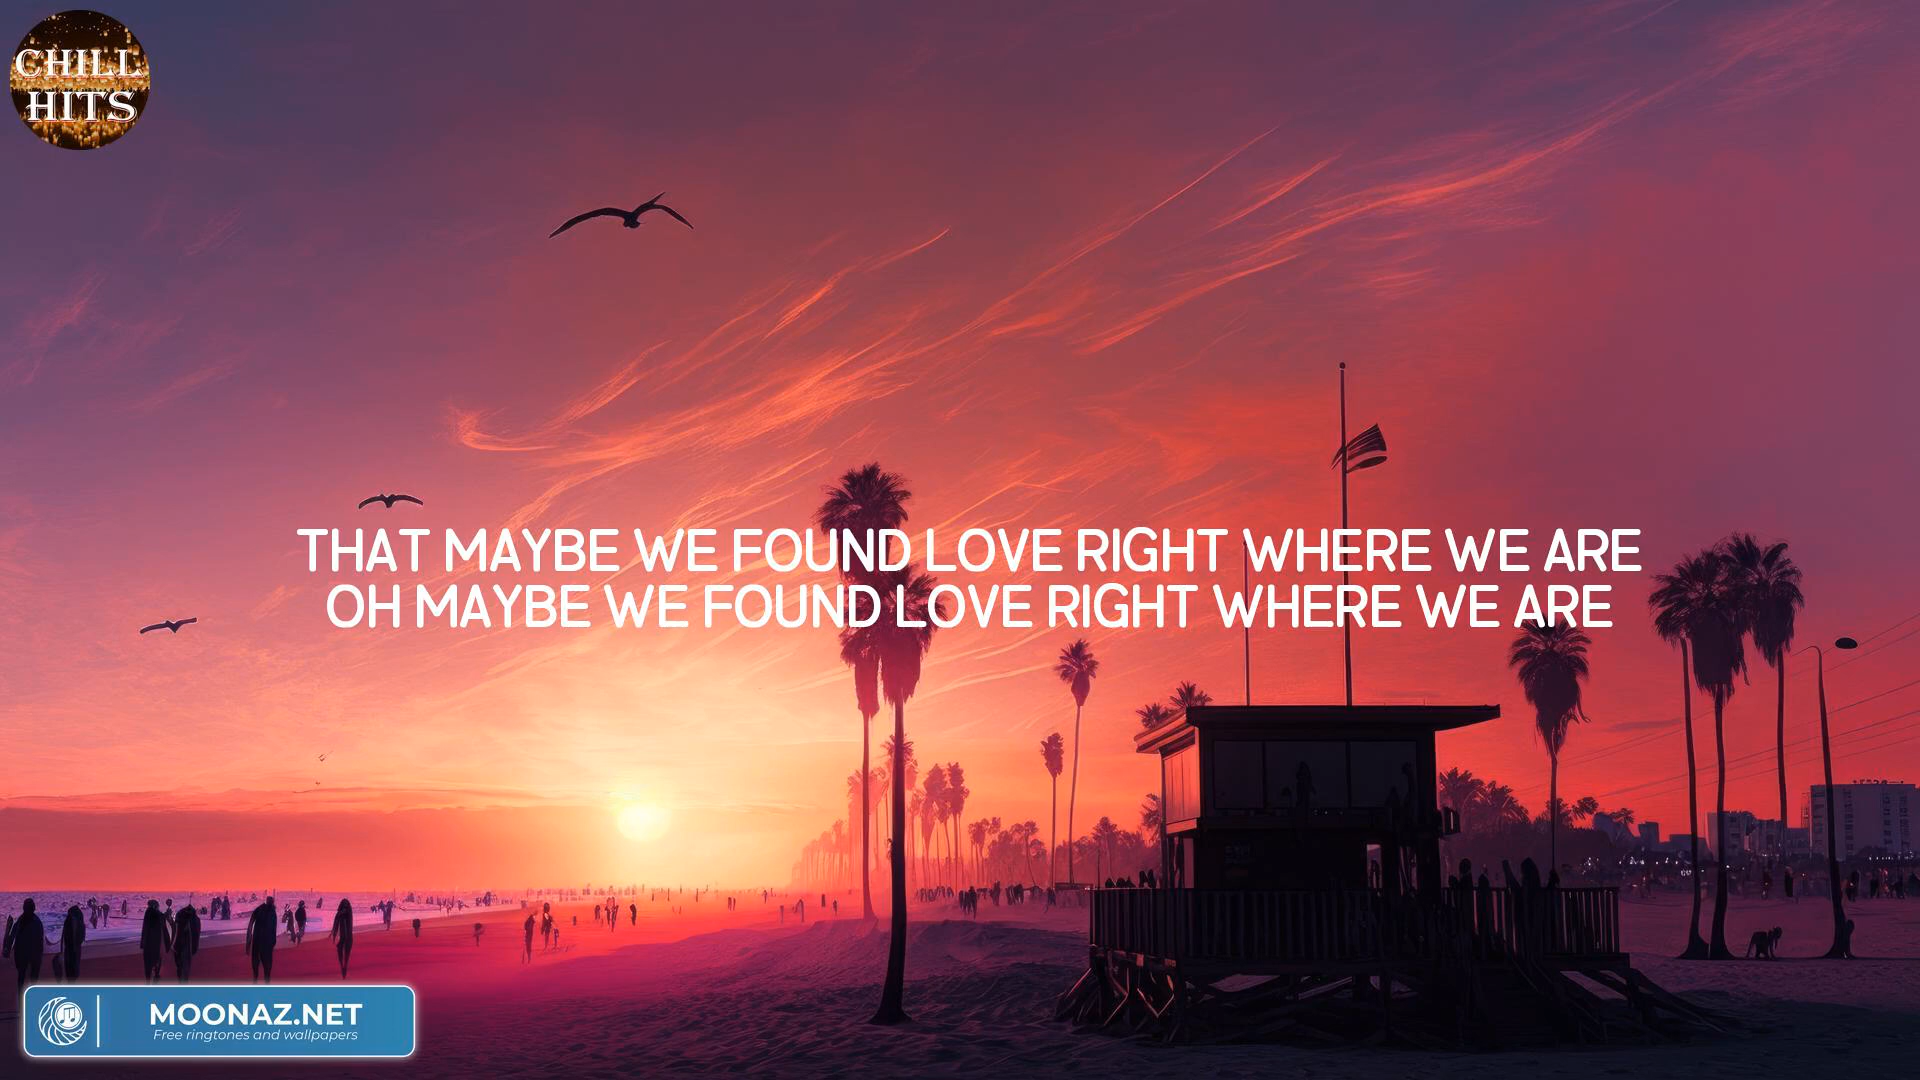 CHILL
HITS
THAT MAYBE WE FOUND LOVE RIGHT WHERE WE ARE
OH MAYBE WE FOUND LOVE RIGHT WHERE WE ARE
MOONAZ.NET
Free ringtones and wallpapers